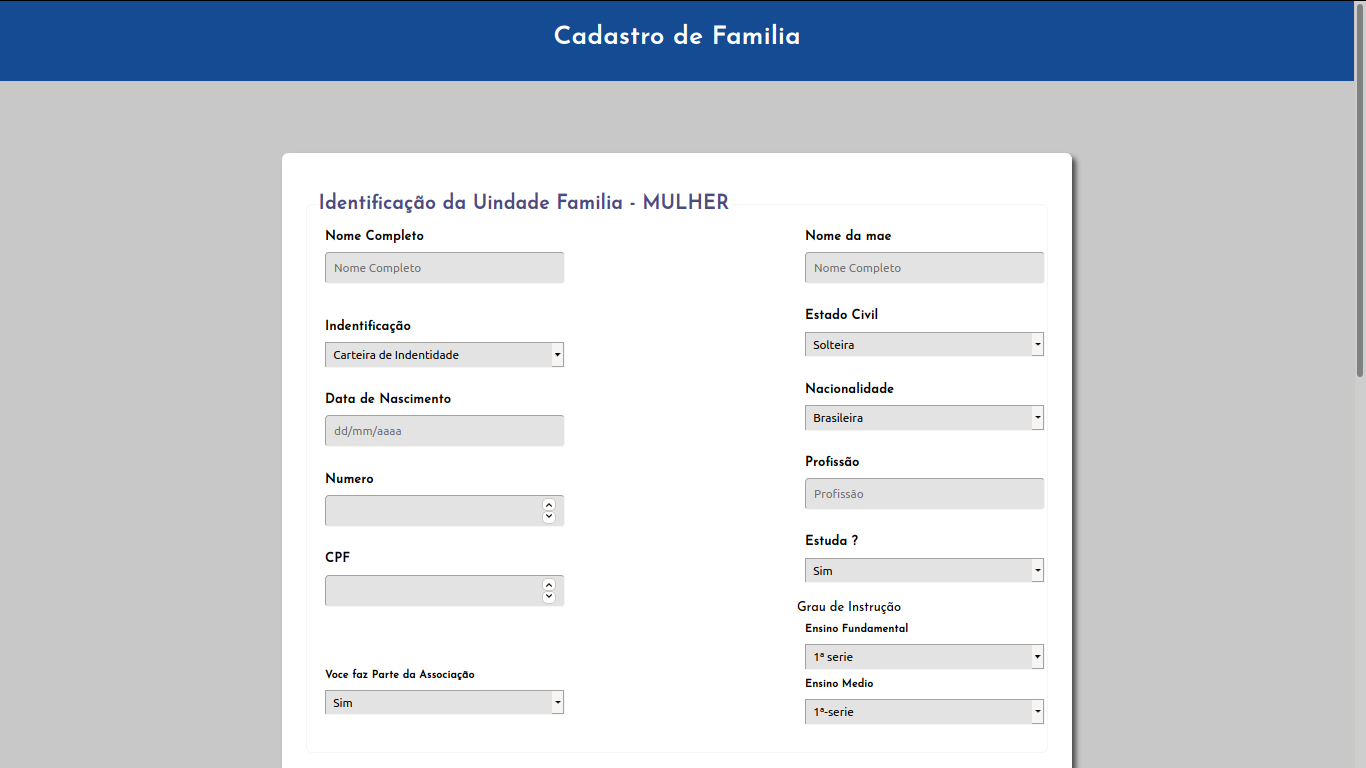 Cadastro de Familia
Identificação da Uindade Familia - MULHER
Nome Completo
Nome Completo
Indentificação
Carteira de Indentidade
Data de Nascimento
dd/mm/aaaa
Numero
CPF
Voce faz Parte da Associação
Sim
Nome da mae
Nome Completo
Estado Civil
Solteira
Nacionalidade
Brasileira
Profissão
Profissão
Estuda ?
Sim
Grau de Instrução
Ensino Fundamental
1ª serie
Ensino Medio
1ª-serie